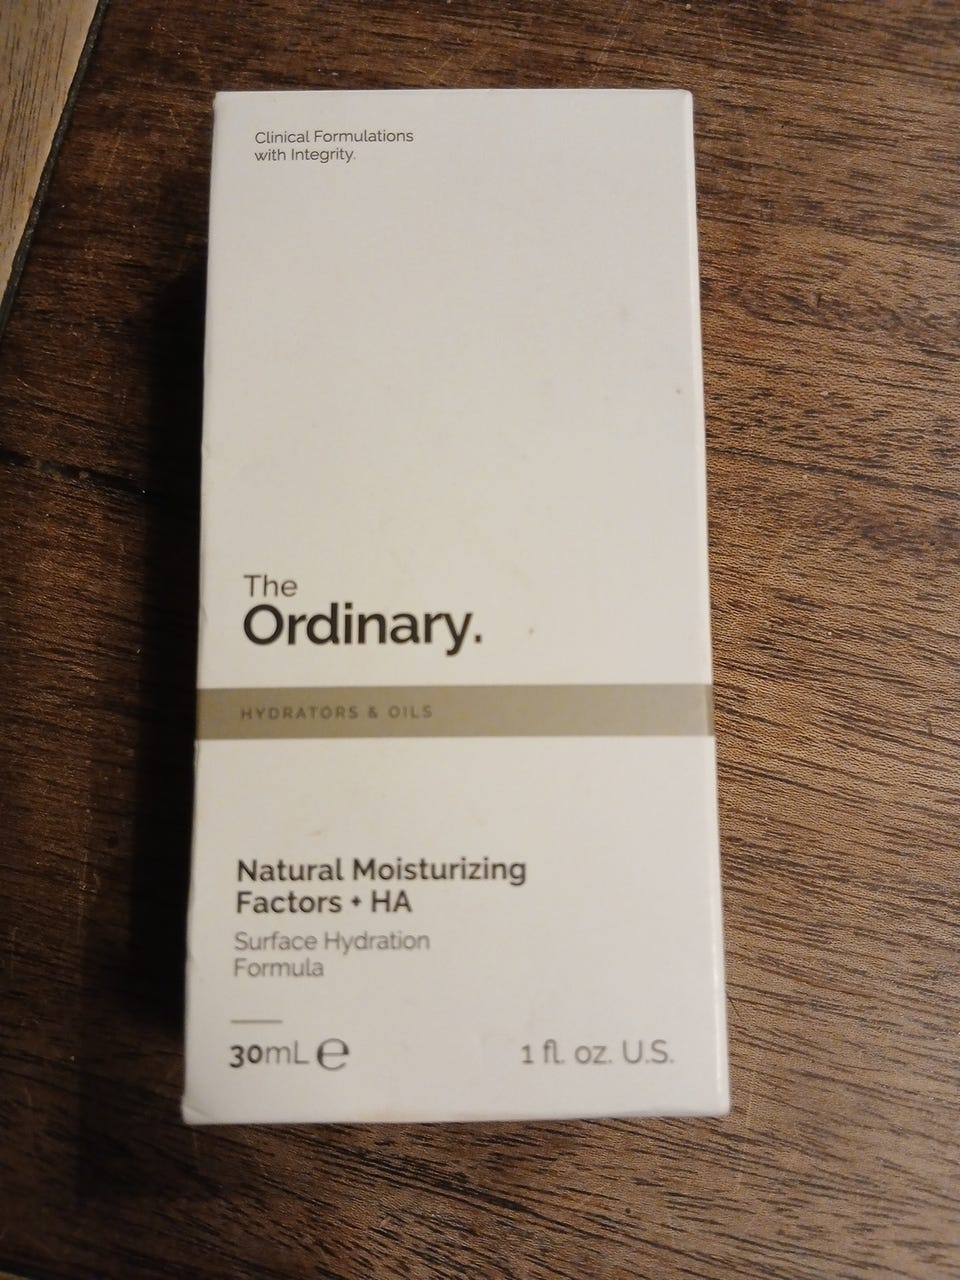 Clinical Formulations
with Integrity.
The
Ordinary.
HYDRATORS & OILS
Natural Moisturizing
Factors + HA
Surface Hydration
Formula
30mL ℮ 1 fl. oz. U.S.